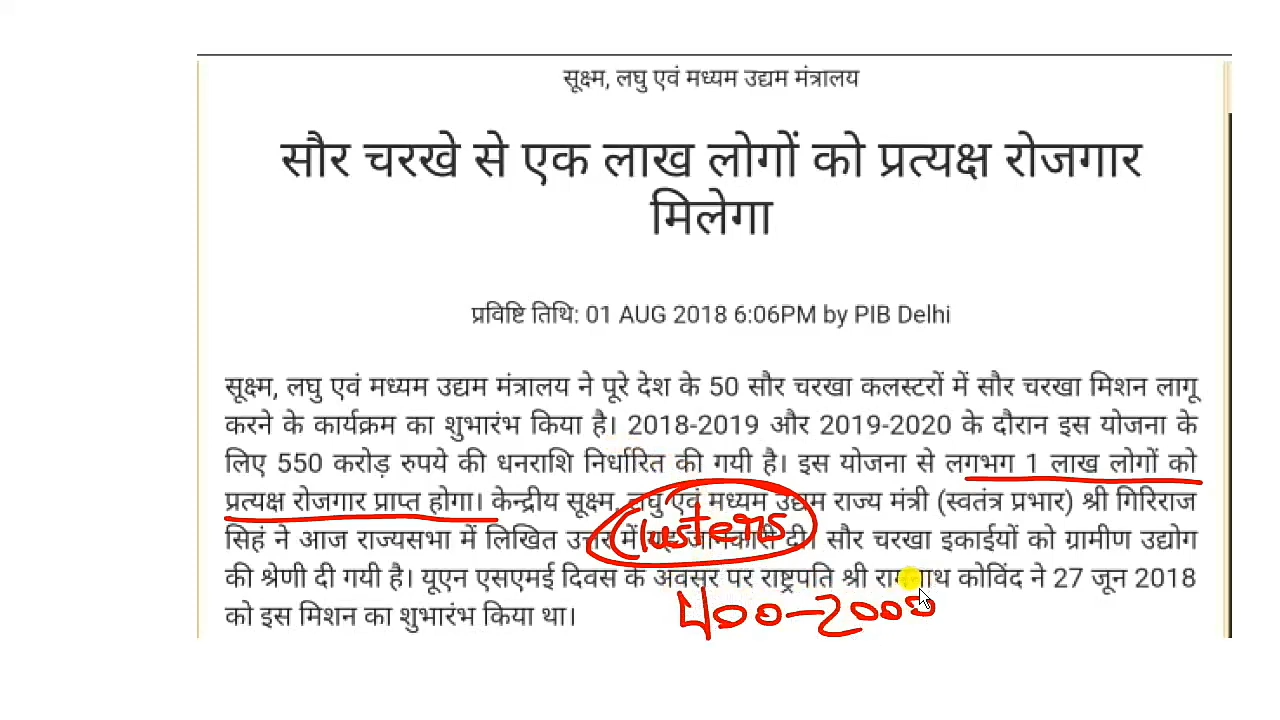 सूक्ष्म, लघु एवं मध्यम उद्यम मंत्रालय
सौर चरखे से एक लाख लोगों को प्रत्यक्ष रोजगार
मिलेगा
प्रविष्टि तिथि: 01 AUG 2018 6:06PM by PIB Delhi
सूक्ष्म, लघु एवं मध्यम उद्यम मंत्रालय ने पूरे देश के 50 सौर चरखा कलस्टरों में सौर चरखा मिशन लागू
करने के कार्यक्रम का शुभारंभ किया है। 2018-2019 और 2019-2020 के दौरान इस योजना के
लिए 550 करोड़ रुपये की धनराशि निर्धारित की गयी है। इस योजना से लगभग 1 लाख लोगों को
प्रत्यक्ष रोजगार प्राप्त होगा। केन्द्रीय सूक्ष्म, लघु एवं मध्यम उद्यम राज्य मंत्री (स्वतंत्र प्रभार) श्री गिरिराज
सिहं ने आज राज्यसभा में लिखित उत्तर में यह जानकारी दी। सौर चरखा इकाईयों को ग्रामीण उद्योग
Clusters
की श्रेणी दी गयी है। यूएन एसएमई दिवस के अवसर पर राष्ट्रपति श्री रामनाथ कोविंद ने 27 जून 2018
को इस मिशन का शुभारंभ किया था।
400-2000